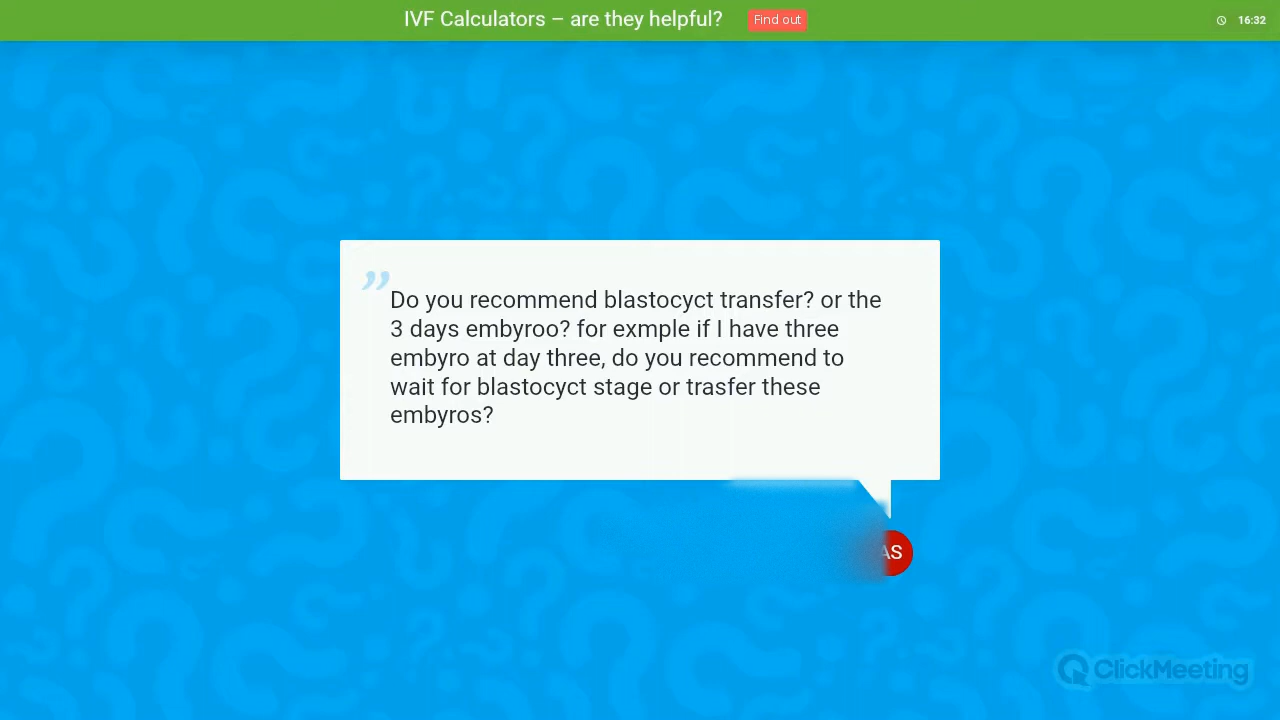 IVF Calculators – are they helpful?
Find out
16:32
”
Do you recommend blastocyct transfer? or the
3 days embyroo? for exmple if I have three
embyro at day three, do you recommend to
wait for blastocyct stage or trasfer these
embyros?
AS
ClickMeeting